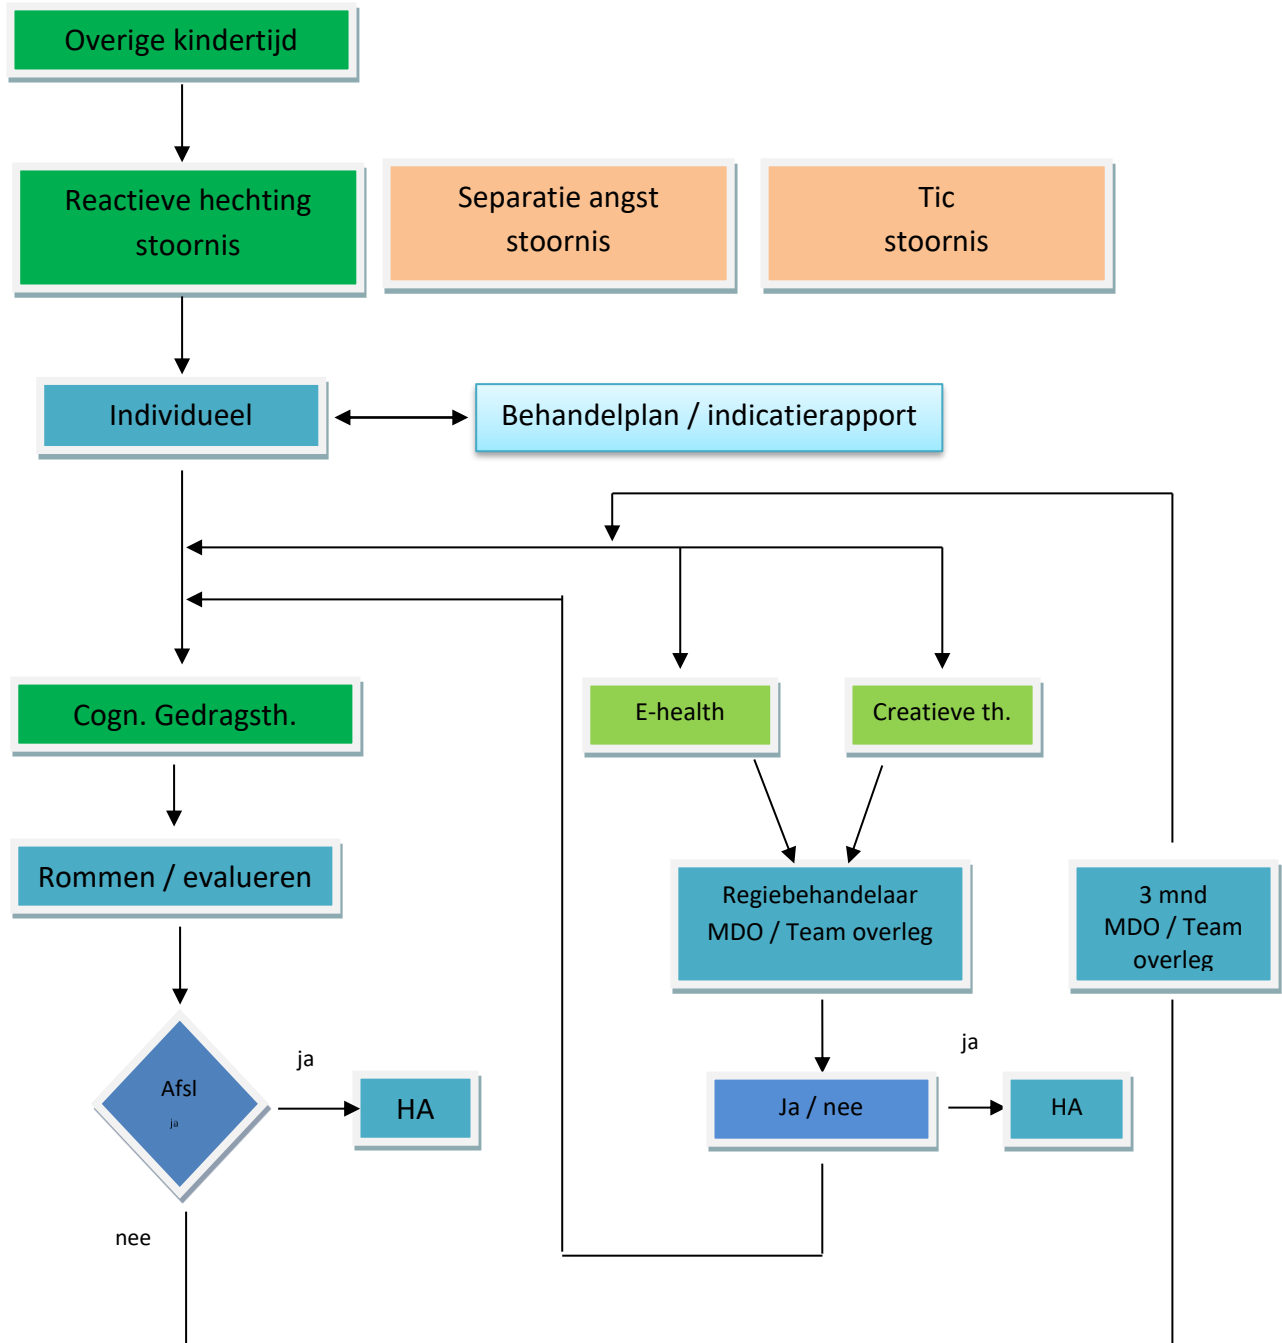 Overige kindertijd
Reactieve hechting
stoornis
Separatie angst
stoornis
Tic
stoornis
Individueel
Behandelplan / indicatierapport
Cogn. Gedragsth.
E-health
Creatieve th.
Rommen / evalueren
Regiebehandelaar
MDO / Team overleg
3 mnd
MDO / Team
overleg
Afsl
ja
ja
HA
Ja / nee
ja
HA
nee